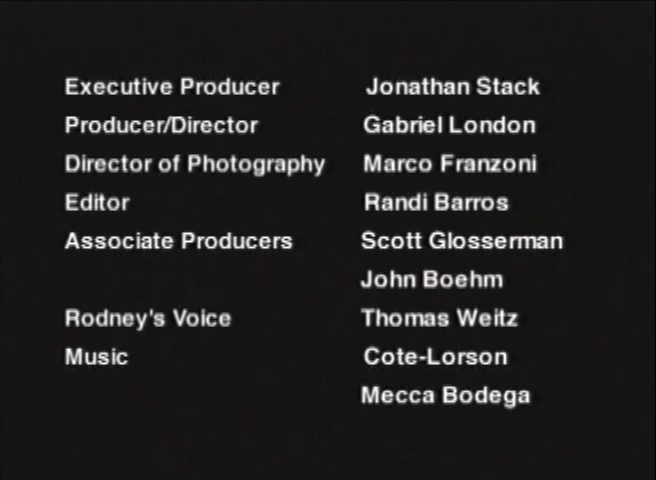 Executive Producer Jonathan Stack
Producer/Director Gabriel London
Director of Photography Marco Franzoni
Editor Randi Barros
Associate Producers Scott Glosserman
John Boehm
Rodney's Voice Thomas Weitz
Music Cote-Lorson
Mecca Bodega